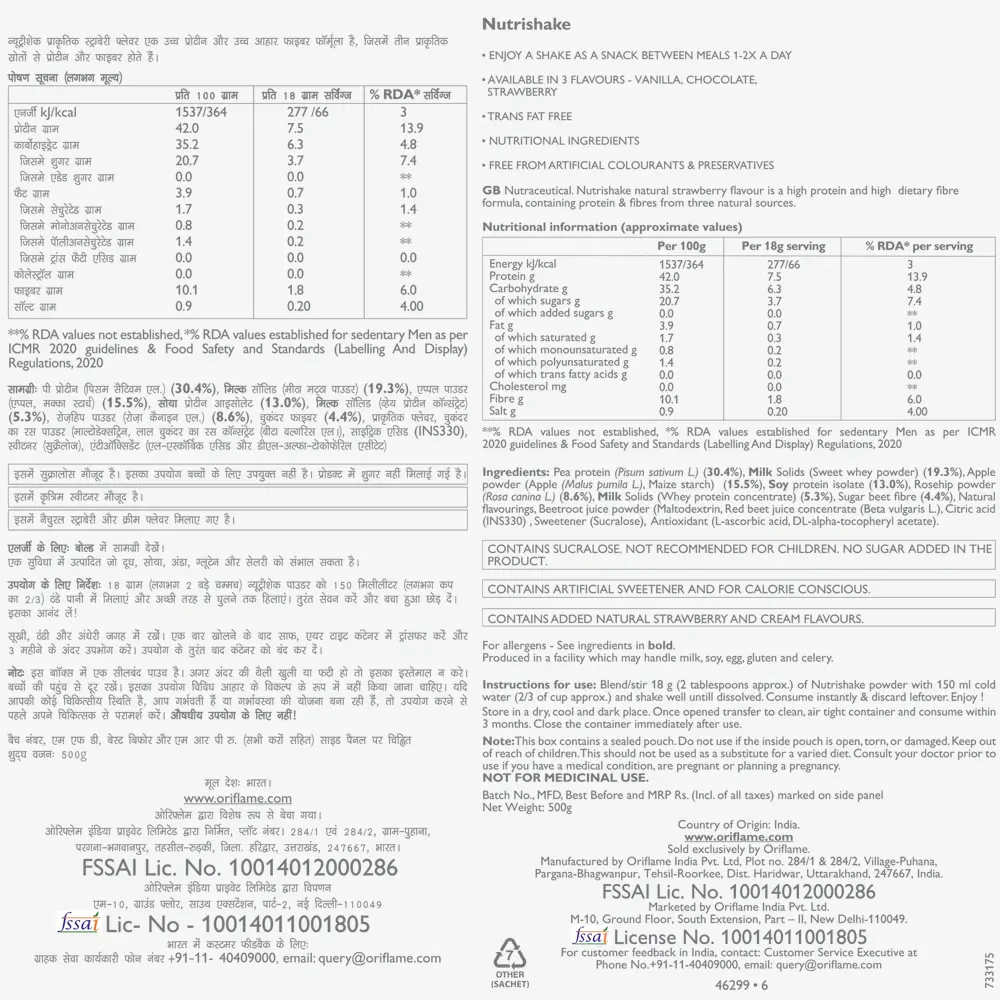 न्यूट्रीशेक प्राकृतिक स्ट्राबेरी फ्लेवर एक उच्च प्रोटीन और उच्च आहार फाइबर फॉर्मूला है, जिसमें तीन प्राकृतिक
स्रोतों से प्रोटीन और फाइबर होते हैं।
पोषण सूचना (लगभग मूल्य)
प्रति 100 ग्राम प्रति 18 ग्राम सर्विन्ज % RDA* सर्विन्ज
एनर्जी kJ/kcal 1537/364 277 /66 3
प्रोटीन ग्राम 42.0 7.5 13.9
कार्बोहाइड्रेट ग्राम 35.2 6.3 4.8
जिसमे शुगर ग्राम 20.7 3.7 7.4
जिसमे एडेड शुगर ग्राम 0.0 0.0 **
फैट ग्राम 3.9 0.7 1.0
जिसमे सेचुरेटेड ग्राम 1.7 0.3 1.4
जिसमे मोनोअनसेचुरेटेड ग्राम 0.8 0.2 **
जिसमे पॉलीअनसेचुरेटेड ग्राम 1.4 0.2 **
जिसमे ट्रांस फैटी एसिड ग्राम 0.0 0.0 0.0
कोलेस्ट्रॉल ग्राम 0.0 0.0 **
फाइबर ग्राम 10.1 1.8 6.0
सॉल्ट ग्राम 0.9 0.20 4.00
**% RDA values not established, *% RDA values established for sedentary Men as per
ICMR 2020 guidelines & Food Safety and Standards (Labelling And Display)
Regulations, 2020
सामग्री: पी प्रोटीन (पिसम सैटिवम एल.) (30.4%), मिल्क सॉलिड (मीठा मट्ठा पाउडर) (19.3%), एप्पल पाउडर
(एप्पल, मक्का स्टार्च) (15.5%), सोया प्रोटीन आइसोलेट (13.0%), मिल्क सॉलिड (व्हेय प्रोटीन कॉन्संट्रेट)
(5.3%), रोज़हिप पाउडर (रोज़ा कैनाइन एल.) (8.6%), चुकंदर फाइबर (4.4%), प्राकृतिक फ्लेवर, चुकंदर
का रस पाउडर (माल्टोडेक्सट्रिन, लाल चुकंदर का रस कॉन्संट्रेट (बीटा वल्गरिस एल।), साइट्रिक एसिड (INS330),
स्वीटनर (सुक्रैलोज), एंटीऑक्सिडेंट (एल-एस्कॉर्बिक एसिड और डीएल-अल्फा-टोकोफेरिल एसीटेट)
इसमें सुक्रालोस मौजूद है। इसका उपयोग बच्चों के लिए उपयुक्त नहीं है। प्रोडक्ट में शुगर नहीं मिलाई गई है।
इसमें कृत्रिम स्वीटनर मौजूद है।
इसमें नैचुरल स्ट्राबेरी और क्रीम फ्लेवर मिलाए गए है।
एलर्जी के लिए: बोल्ड में सामग्री देखें।
एक सुविधा में उत्पादित जो दूध, सोया, अंडा, ग्लूटेन और सेलरी को संभाल सकता है।
उपयोग के लिए निर्देश: 18 ग्राम (लगभग 2 बड़े चम्मच) न्यूट्रीशेक पाउडर को 150 मिलीलीटर (लगभग कप
का 2/3) ठंडे पानी में मिलाएं और अच्छी तरह से घुलने तक हिलाएं। तुरंत सेवन करें और बचा हुआ छोड़ दें।
इसका आनंद लें!
सूखी, ठंडी और अंधेरी जगह में रखें। एक बार खोलने के बाद साफ, एयर टाइट कंटेनर में ट्रांसफर करें और
3 महीने के अंदर उपभोग करें। उपयोग के तुरंत बाद कंटेनर को बंद कर दें।
नोट: इस बॉक्स में एक सीलबंद पाउच है। अगर अंदर की थैली खुली या फटी हो तो इसका इस्तेमाल न करे।
बच्चों की पहुंच से दूर रखें। इसका उपयोग विविध आहार के विकल्प के रूप में नहीं किया जाना चाहिए। यदि
आपकी कोई चिकित्सीय स्थिति है, आप गर्भवती हैं या गर्भावस्था की योजना बना रही हैं, तो उपयोग करने से
पहले अपने चिकित्सक से परामर्श करें। औषधीय उपयोग के लिए नहीं!
बैच नंबर, एम एफ डी, बेस्ट बिफोर और एम आर पी रु. (सभी करों सहित) साइड पैनल पर चिह्नित
शुद्ध वजन: 500g
मूल देश: भारत।
www.oriflame.com
ओरिफ्लेम द्वारा विशेष रूप से बेचा गया।
ओरिफ्लेम इंडिया प्राइवेट लिमिटेड द्वारा निर्मित, प्लॉट नंबर। 284/1 एवं 284/2, ग्राम-पुहाना,
परगना-भगवानपुर, तहसील-रुड़की, जिला. हरिद्वार, उत्तराखंड, 247667, भारत।
FSSAI Lic. No. 10014012000286
ओरिफ्लेम इंडिया प्राइवेट लिमिटेड द्वारा विपणन
एम-10, ग्राउंड फ्लोर, साउथ एक्सटेंशन, पार्ट-2, नई दिल्ली-110049
fssai Lic- No - 10014011001805
भारत में कस्टमर फीडबैक के लिए:
ग्राहक सेवा कार्यकारी फोन नंबर +91-11- 40409000, email: query@oriflame.com
Nutrishake
• ENJOY A SHAKE AS A SNACK BETWEEN MEALS 1-2X A DAY
• AVAILABLE IN 3 FLAVOURS - VANILLA, CHOCOLATE,
STRAWBERRY
• TRANS FAT FREE
• NUTRITIONAL INGREDIENTS
• FREE FROM ARTIFICIAL COLOURANTS & PRESERVATIVES
GB Nutraceutical. Nutrishake natural strawberry flavour is a high protein and high dietary fibre
formula, containing protein & fibres from three natural sources.
Nutritional information (approximate values)
Per 100g Per 18g serving % RDA* per serving
Energy kJ/kcal 1537/364 277/66 3
Protein g 42.0 7.5 13.9
Carbohydrate g 35.2 6.3 4.8
of which sugars g 20.7 3.7 7.4
of which added sugars g 0.0 0.0 **
Fat g 3.9 0.7 1.0
of which saturated g 1.7 0.3 1.4
of which monounsaturated g 0.8 0.2 **
of which polyunsaturated g 1.4 0.2 **
of which trans fatty acids g 0.0 0.0 0.0
Cholesterol mg 0.0 0.0 **
Fibre g 10.1 1.8 6.0
Salt g 0.9 0.20 4.00
**% RDA values not established, *% RDA values established for sedentary Men as per ICMR
2020 guidelines & Food Safety and Standards (Labelling And Display) Regulations, 2020
Ingredients: Pea protein (Pisum sativum L.) (30.4%), Milk Solids (Sweet whey powder) (19.3%), Apple
powder (Apple (Malus pumila L.), Maize starch) (15.5%), Soy protein isolate (13.0%), Rosehip powder
(Rosa canina L.) (8.6%), Milk Solids (Whey protein concentrate) (5.3%), Sugar beet fibre (4.4%), Natural
flavourings, Beetroot juice powder (Maltodextrin, Red beet juice concentrate (Beta vulgaris L.), Citric acid
(INS330) , Sweetener (Sucralose), Antioxidant (L-ascorbic acid, DL-alpha-tocopheryl acetate).
CONTAINS SUCRALOSE. NOT RECOMMENDED FOR CHILDREN. NO SUGAR ADDED IN THE
PRODUCT.
CONTAINS ARTIFICIAL SWEETENER AND FOR CALORIE CONSCIOUS.
CONTAINS ADDED NATURAL STRAWBERRY AND CREAM FLAVOURS.
For allergens - See ingredients in bold.
Produced in a facility which may handle milk, soy, egg, gluten and celery.
Instructions for use: Blend/stir 18 g (2 tablespoons approx.) of Nutrishake powder with 150 ml cold
water (2/3 of cup approx.) and shake well untill dissolved. Consume instantly & discard leftover. Enjoy !
Store in a dry, cool and dark place. Once opened transfer to clean, air tight container and consume within
3 months. Close the container immediately after use.
Note:This box contains a sealed pouch. Do not use if the inside pouch is open, torn, or damaged. Keep out
of reach of children. This should not be used as a substitute for a varied diet. Consult your doctor prior to
use if you have a medical condition, are pregnant or planning a pregnancy.
NOT FOR MEDICINAL USE.
Batch No., MFD, Best Before and MRP Rs. (Incl. of all taxes) marked on side panel
Net Weight: 500g
Country of Origin: India.
www.oriflame.com
Sold exclusively by Oriflame.
Manufactured by Oriflame India Pvt. Ltd, Plot no. 284/1 & 284/2, Village-Puhana,
Pargana-Bhagwanpur, Tehsil-Roorkee, Dist. Haridwar, Uttarakhand, 247667, India.
FSSAI Lic. No. 10014012000286
Marketed by Oriflame India Pvt. Ltd.
M-10, Ground Floor, South Extension, Part – II, New Delhi-110049.
fssai License No. 10014011001805
For customer feedback in India, contact: Customer Service Executive at
Phone No.+91-11-40409000, email: query@oriflame.com
7
OTHER
(SACHET)
46299 • 6
733175